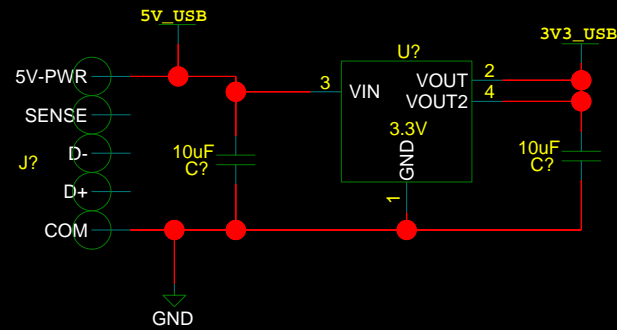 5V_USB
3V3_USB
5V-PWR
SENSE
D-
D+
COM
J?
10uF
C?
U?
3
VIN
VOUT
2
VOUT2
4
3.3V
GND
1
10uF
C?
GND